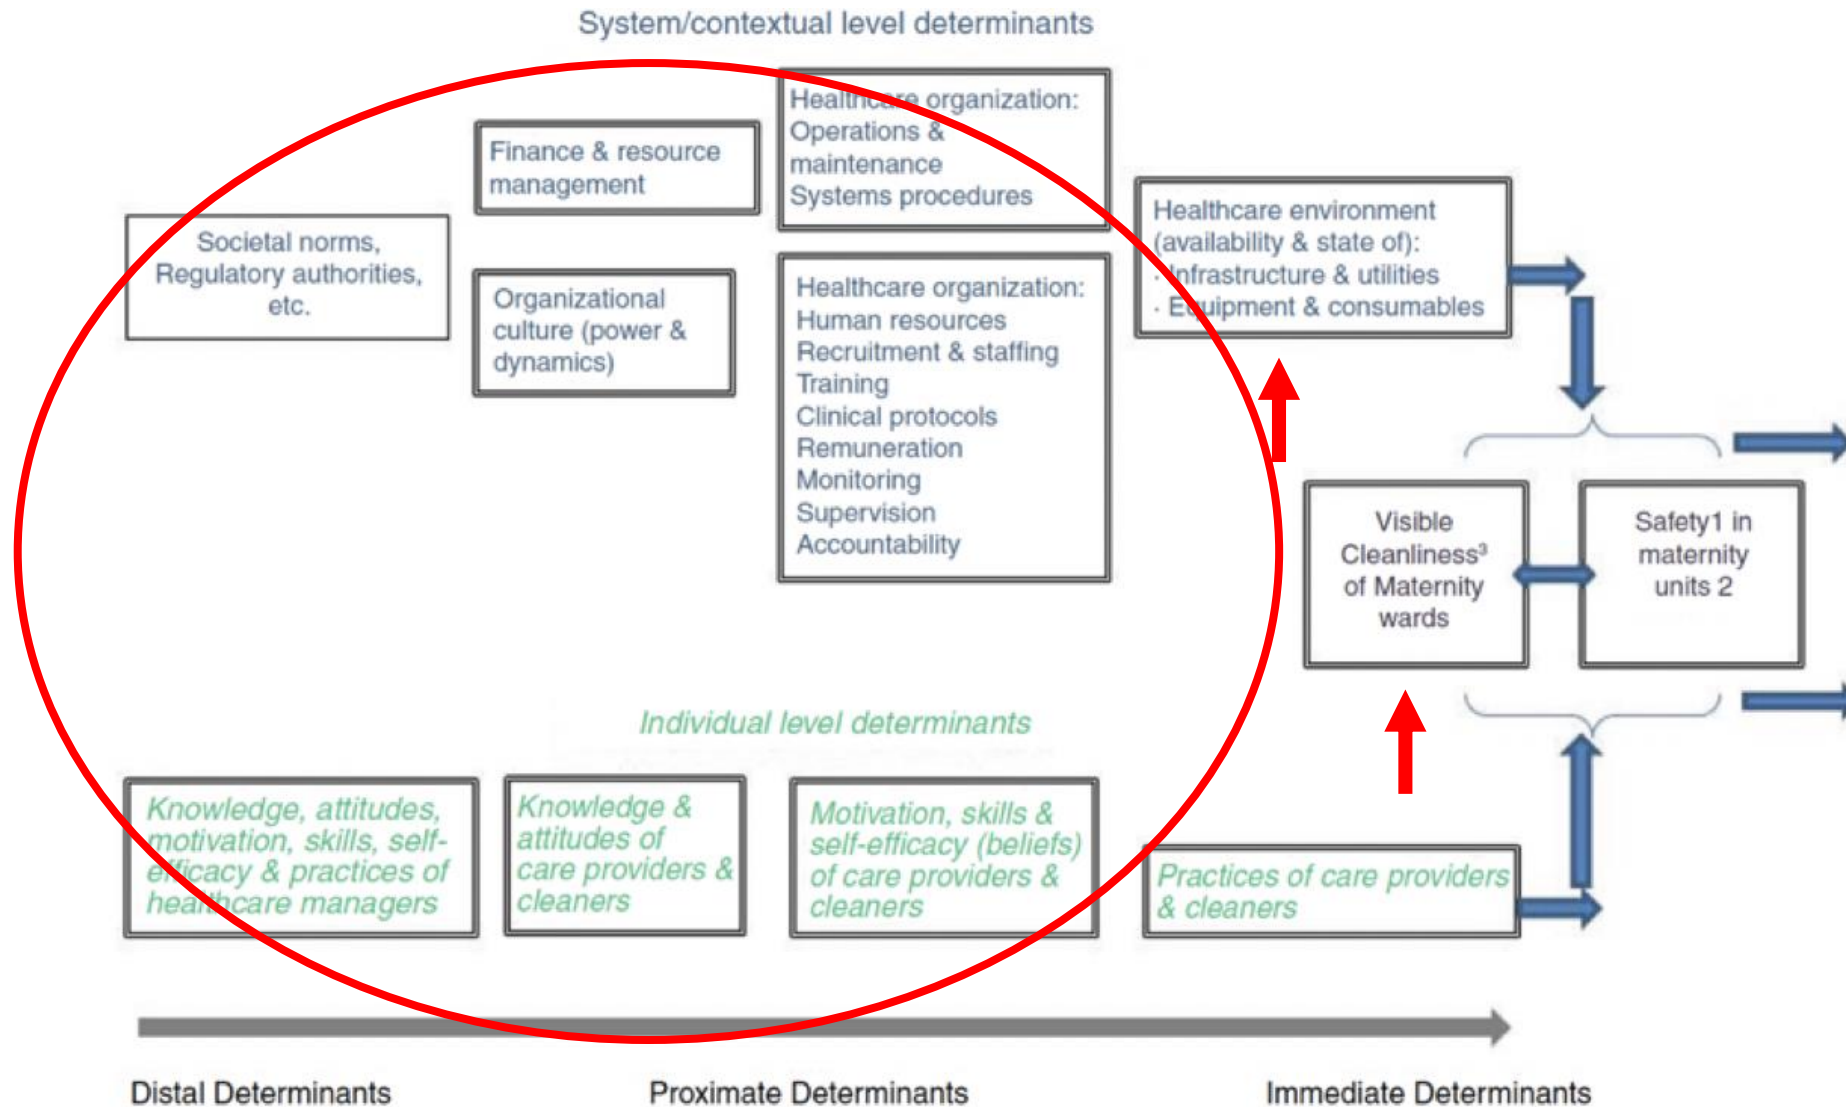 System/contextual level determinants
Healthcare organization:
Operations &
maintenance
Systems procedures
Finance & resource
management
Societal norms,
Regulatory authorities,
etc.
Organizational
culture (power &
dynamics)
Healthcare organization:
Human resources
Recruitment & staffing
Training
Clinical protocols
Remuneration
Monitoring
Supervision
Accountability
Healthcare environment
(availability & state of):
· Infrastructure & utilities
· Equipment & consumables
Visible
Cleanliness³
of Maternity
wards
Safety1 in
maternity
units 2
Individual level determinants
Knowledge, attitudes,
motivation, skills, self-
efficacy & practices of
healthcare managers
Knowledge &
attitudes of
care providers &
cleaners
Motivation, skills &
self-efficacy (beliefs)
of care providers &
cleaners
Practices of care providers
& cleaners
Distal Determinants
Proximate Determinants
Immediate Determinants